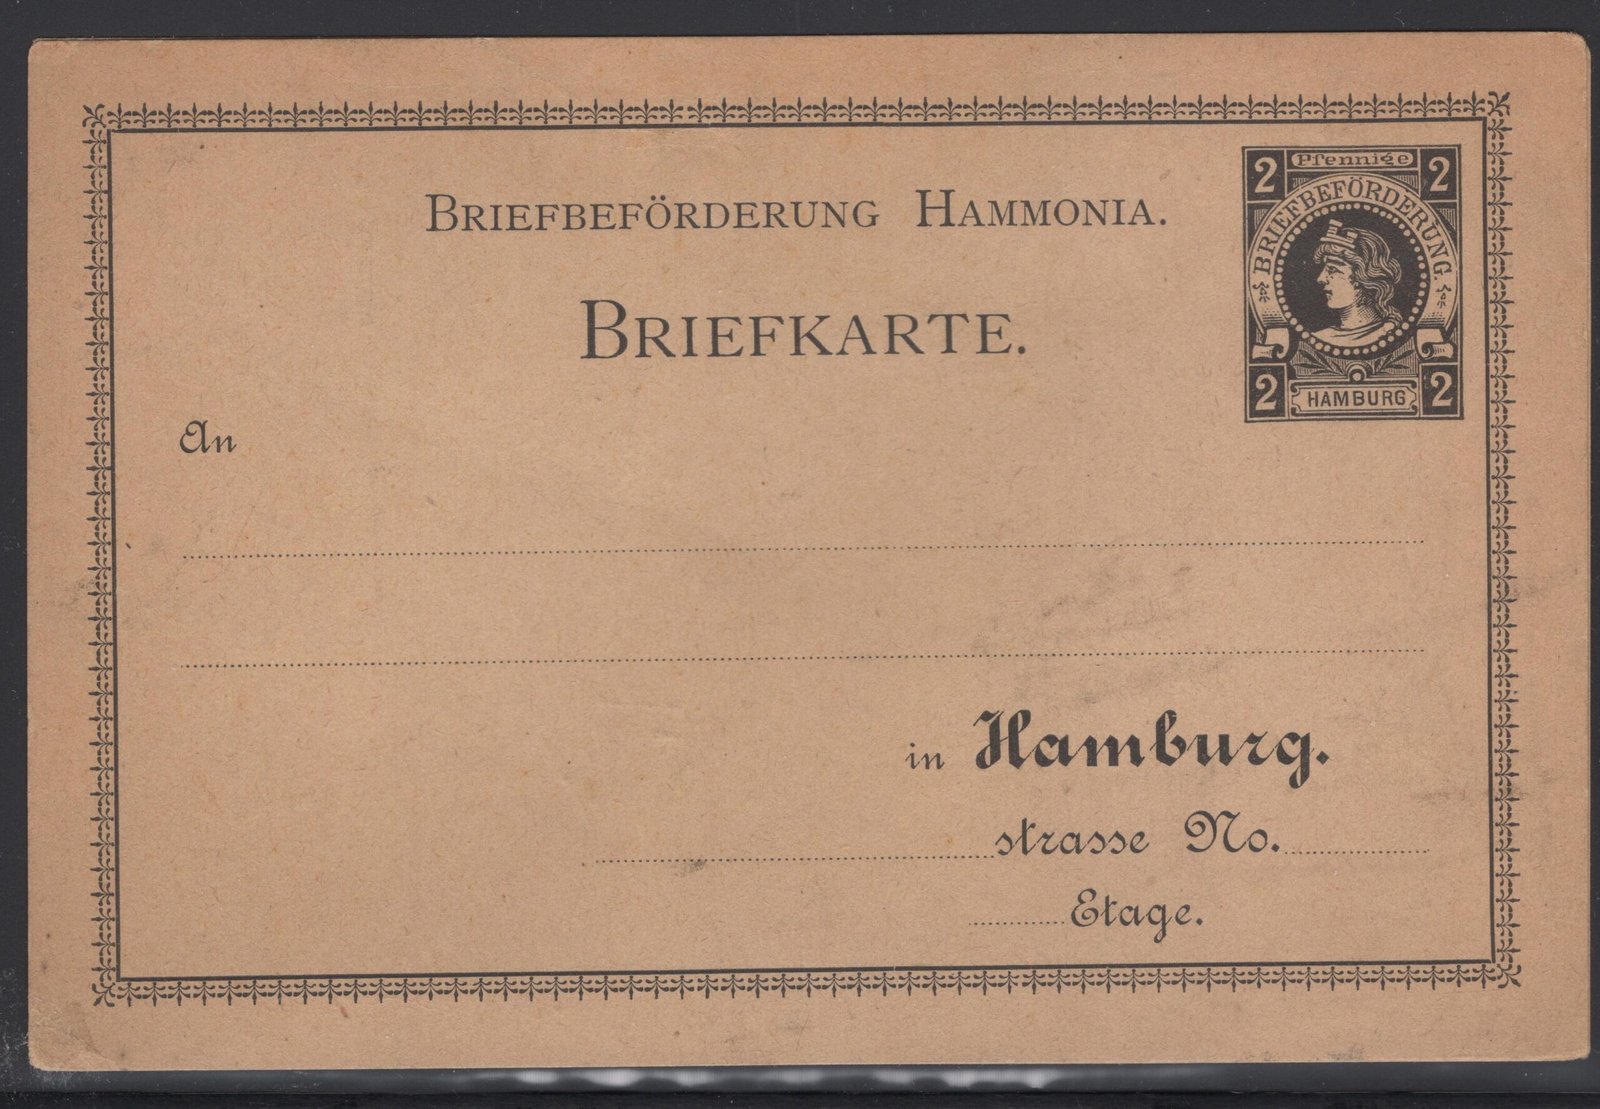 BRIEFBEFÖRDERUNG HAMMONIA.
BRIEFKARTE.
2 Pfennige 2
BRIEFBEFÖRDERUNG.
2 HAMBURG 2
An
in Hamburg.
strasse No.
Etage.